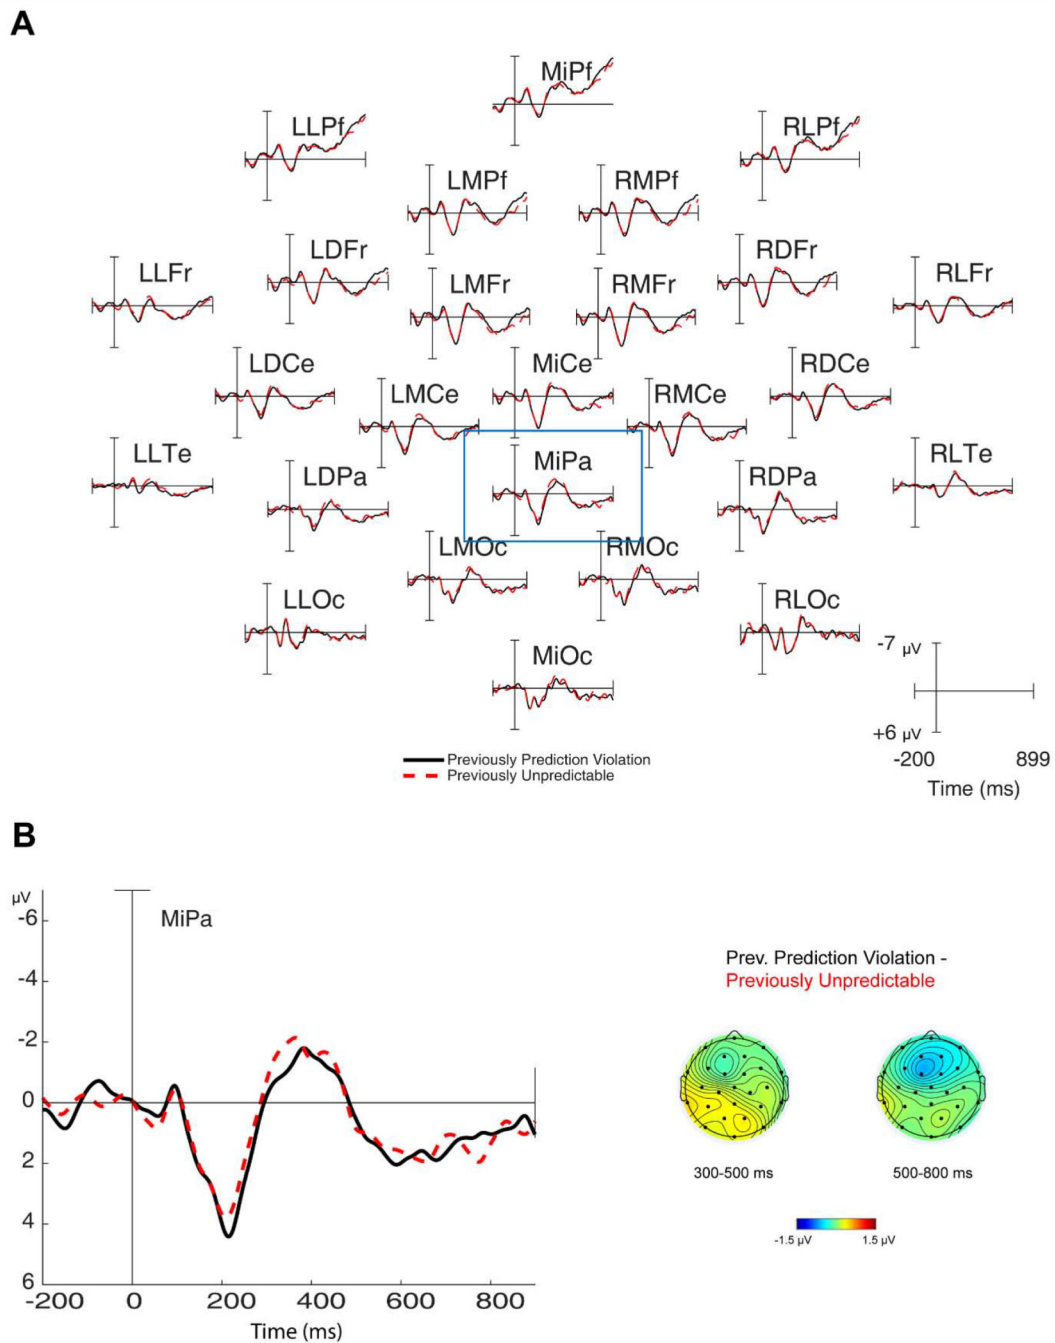 A
MiPf
LLPf
RLPf
LMPf
RMPf
LDFr
RDFr
LLFr
RLFr
LMFr
RMFr
LDCe
MiCe
RDCe
LMCe
RMCe
LLTe
MiPa
RLTe
LDPa
RDPa
LMOc
RMOc
LLOc
RLOc
MiOc
-7 µV
+6 µV
-200 899
Time (ms)
Previously Prediction Violation
Previously Unpredictable
B
µV
MiPa
-6
-4
-2
0
2
4
6
-200 0 200 400 600 800
Time (ms)
Prev. Prediction Violation -
Previously Unpredictable
300-500 ms 500-800 ms
-1.5 µV 1.5 µV